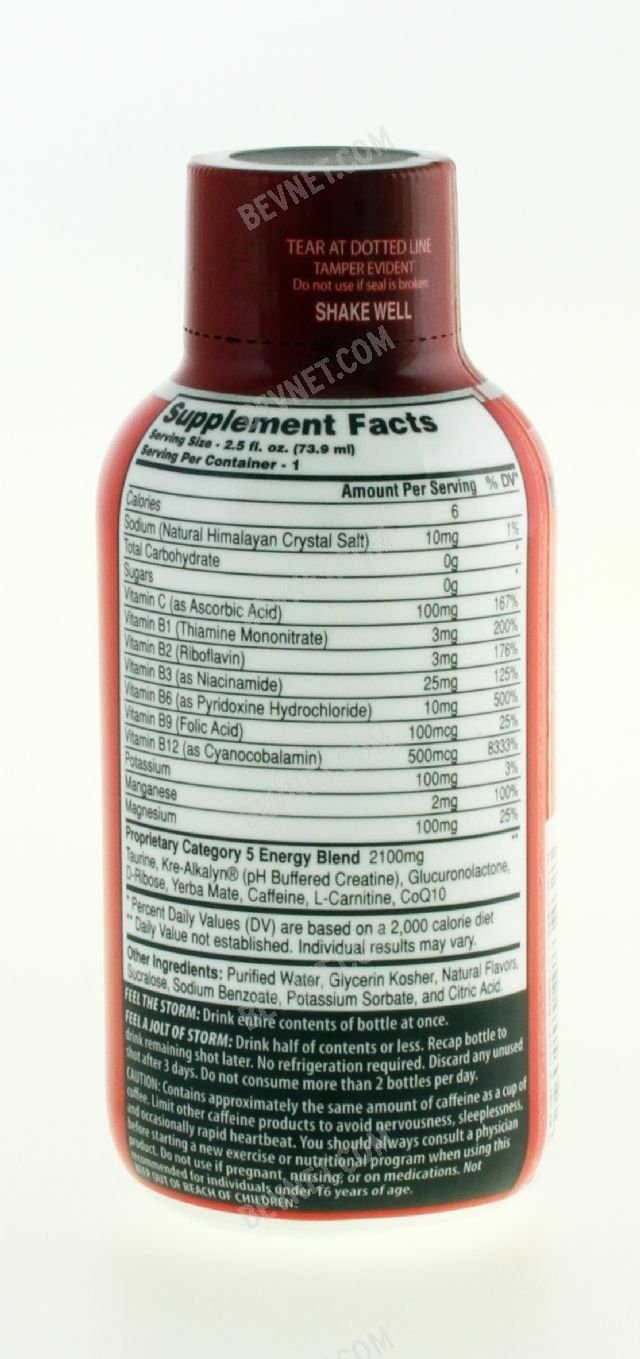 TEAR AT DOTTED LINE
TAMPER EVIDENT
Do not use if seal is broken
SHAKE WELL
Supplement Facts
Serving Size - 2.5 fl. oz. (73.9 ml)
Serving Per Container - 1
Amount Per Serving % DV*
Calories 6
Sodium (Natural Himalayan Crystal Salt) 10mg 1%
Total Carbohydrate 0g *
Sugars 0g *
Vitamin C (as Ascorbic Acid) 100mg 167%
Vitamin B1 (Thiamine Mononitrate) 3mg 200%
Vitamin B2 (Riboflavin) 3mg 176%
Vitamin B3 (as Niacinamide) 25mg 125%
Vitamin B6 (as Pyridoxine Hydrochloride) 10mg 500%
Vitamin B9 (Folic Acid) 100mcg 25%
Vitamin B12 (as Cyanocobalamin) 500mcg 8333%
Potassium 100mg 3%
Manganese 2mg 100%
Magnesium 100mg 25%
Proprietary Category 5 Energy Blend 2100mg **
Taurine, Kre-Alkalyn® (pH Buffered Creatine), Glucuronolactone,
D-Ribose, Yerba Mate, Caffeine, L-Carnitine, CoQ10
* Percent Daily Values (DV) are based on a 2,000 calorie diet
** Daily Value not established. Individual results may vary.
Other Ingredients: Purified Water, Glycerin Kosher, Natural Flavors,
Sucralose, Sodium Benzoate, Potassium Sorbate, and Citric Acid.
FEEL THE STORM: Drink entire contents of bottle at once.
FEEL A JOLT OF STORM: Drink half of contents or less. Recap bottle to
drink remaining shot later. No refrigeration required. Discard any unused
shot after 3 days. Do not consume more than 2 bottles per day.
CAUTION: Contains approximately the same amount of caffeine as a cup of
coffee. Limit other caffeine products to avoid nervousness, sleeplessness,
and occasionally rapid heartbeat. You should always consult a physician
before starting a new exercise or nutritional program when using this
product. Do not use if pregnant, nursing, or on medications. Not
recommended for individuals under 16 years of age.
KEEP OUT OF REACH OF CHILDREN.
BEVNET.COM
BEVNET.COM
BEVNET.COM
BEVNET.COM
BEVNET.COM
BEVNET.COM